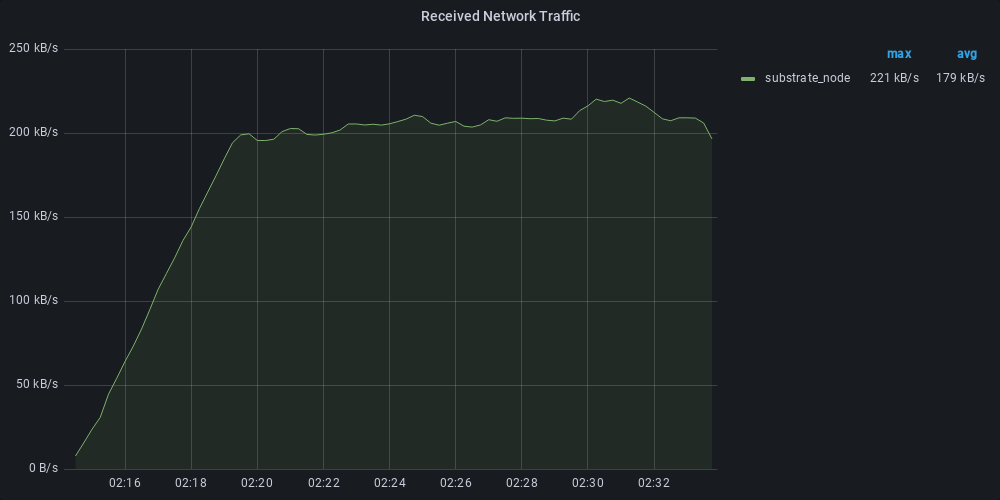 Received Network Traffic
250 kB/s
200 kB/s
150 kB/s
100 kB/s
50 kB/s
0 B/s
02:16 02:18 02:20 02:22 02:24 02:26 02:28 02:30 02:32
max avg
substrate_node 221 kB/s 179 kB/s